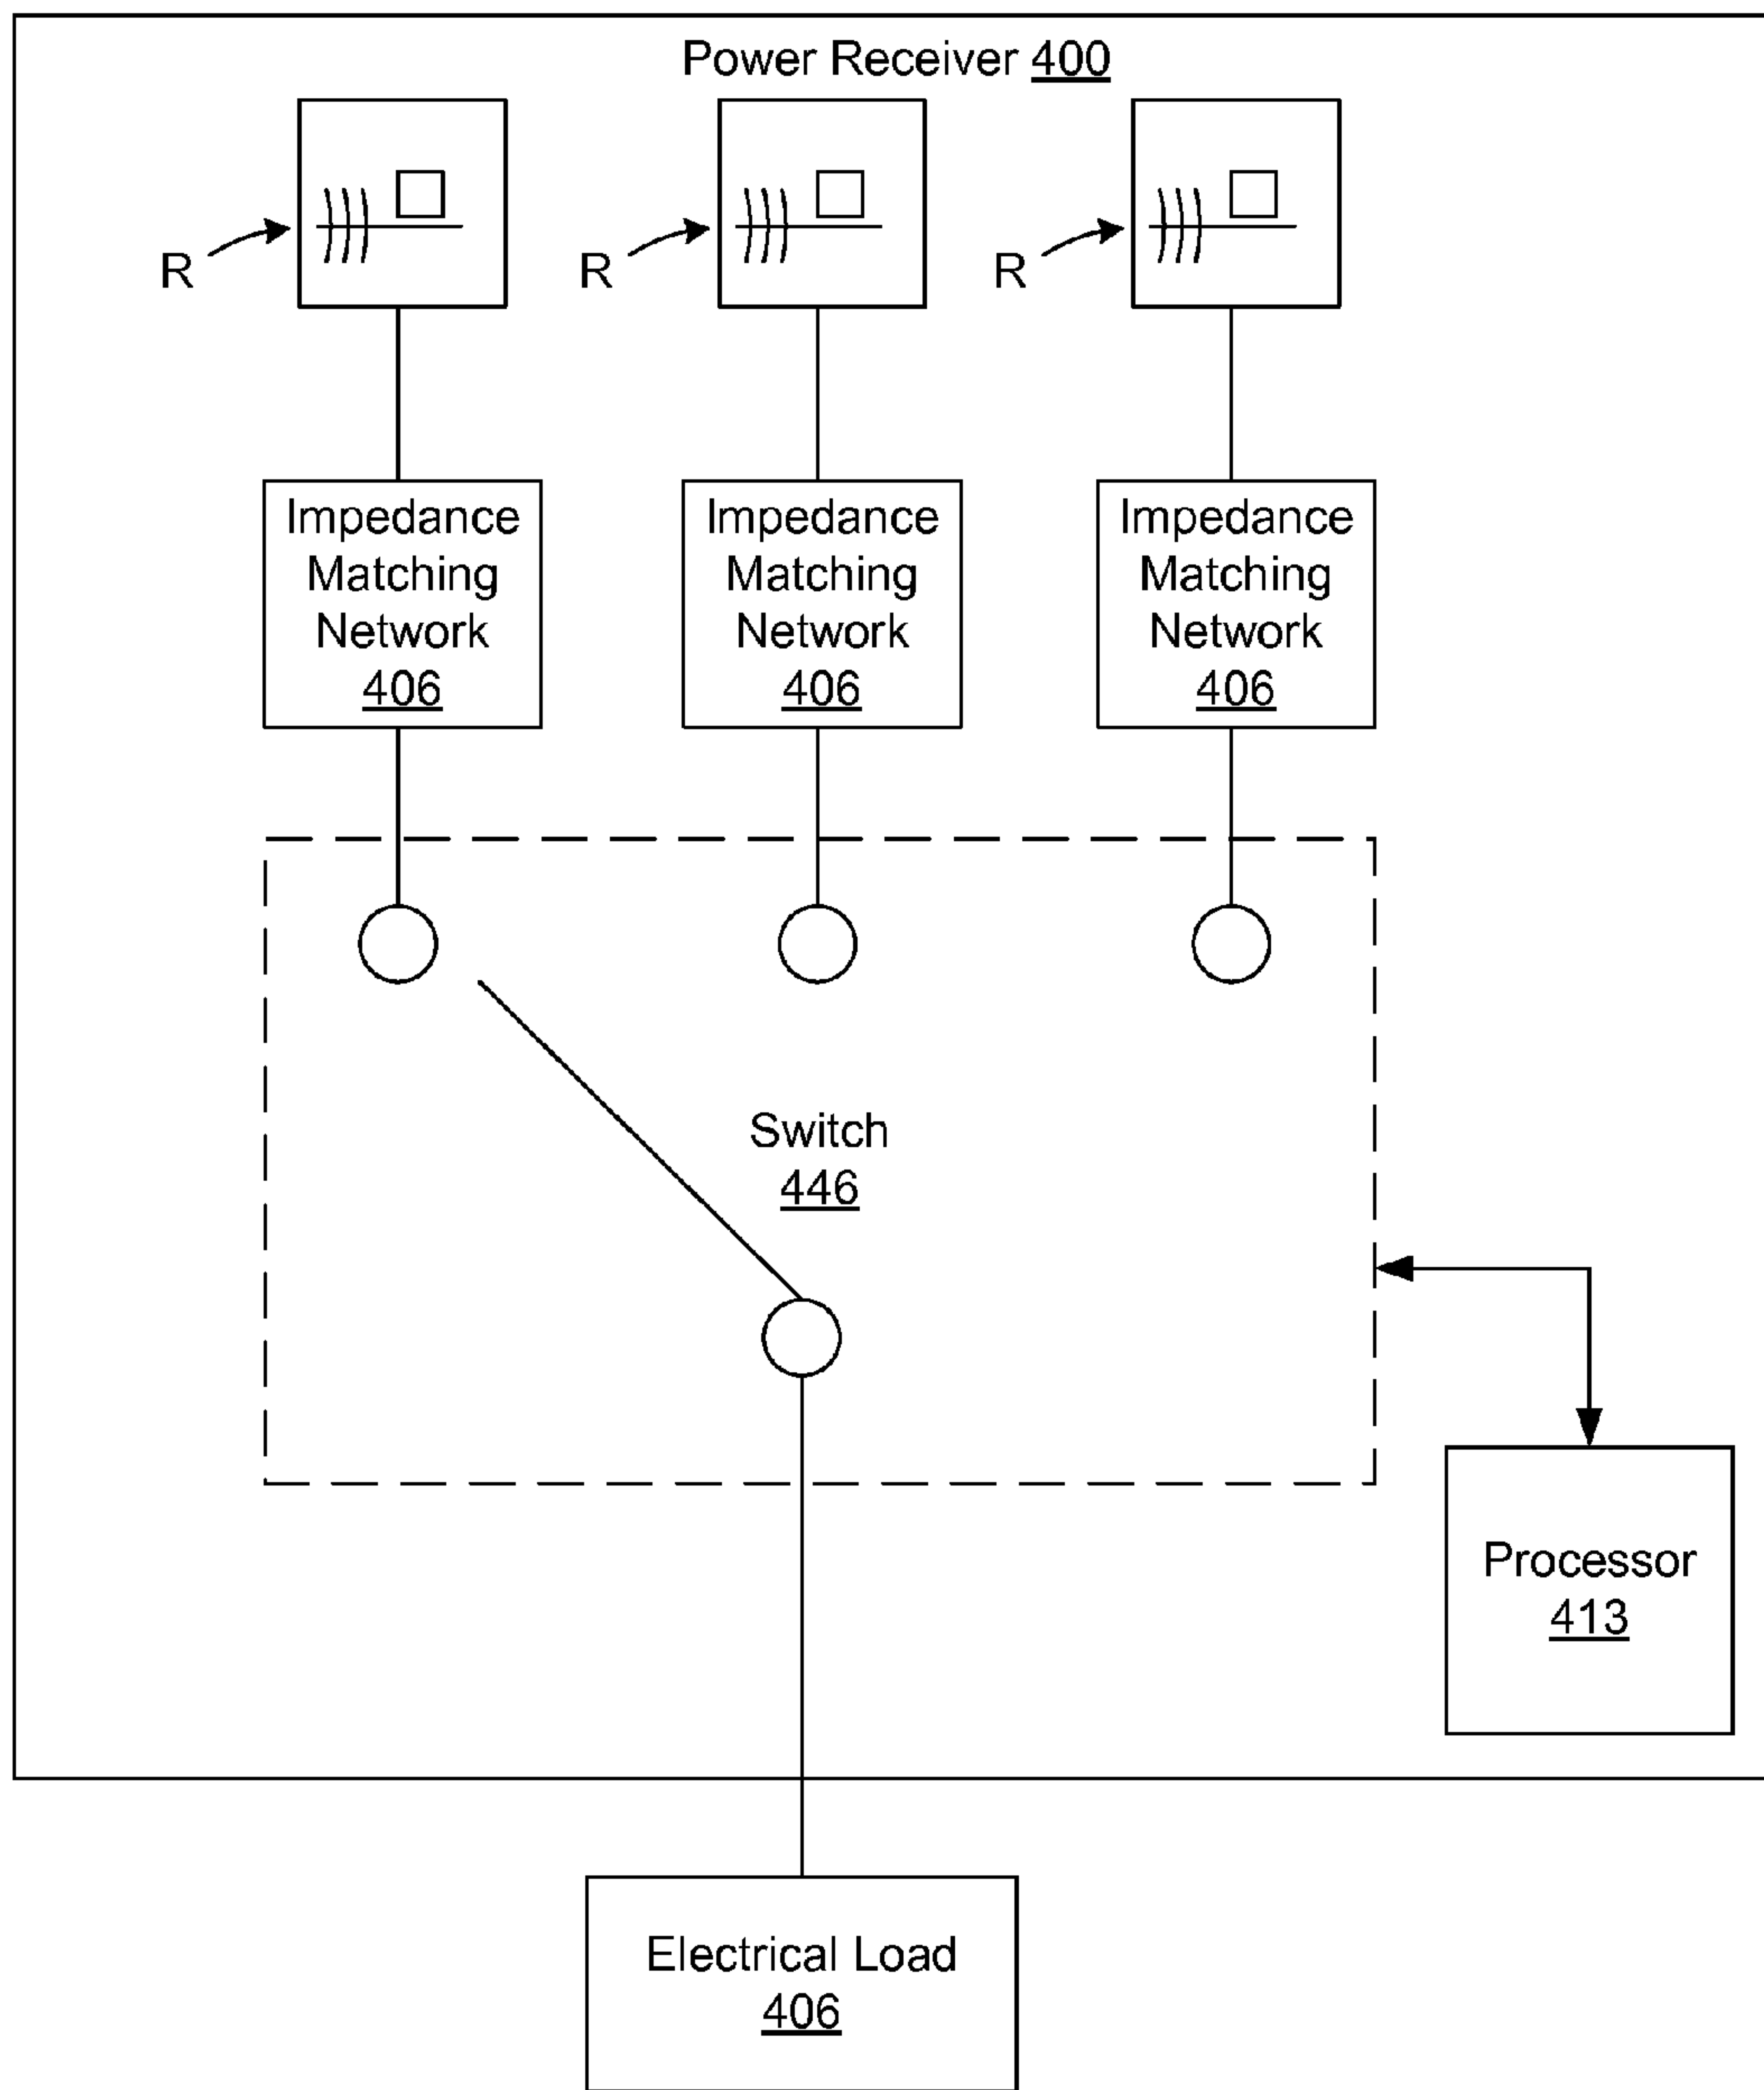 Power Receiver 400
R
R
R
Impedance
Matching
Network
406
Impedance
Matching
Network
406
Impedance
Matching
Network
406
Switch
446
Processor
413
Electrical Load
406